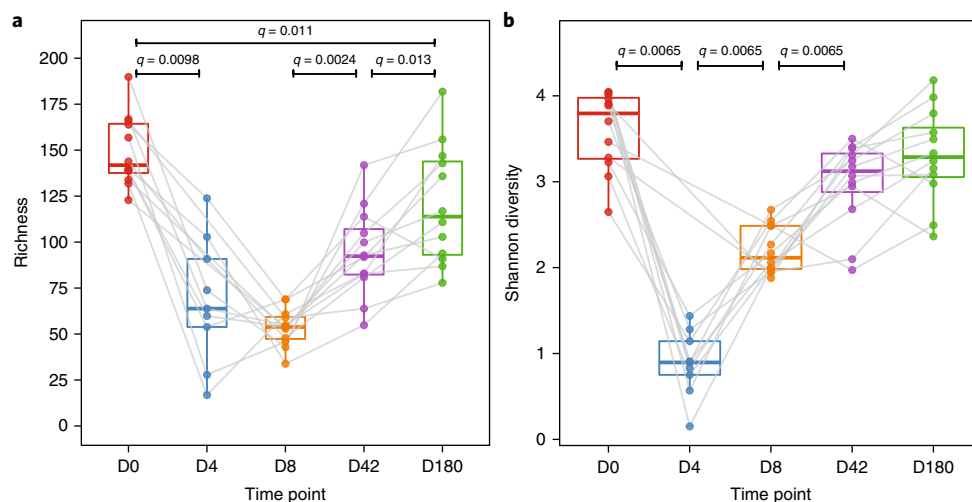 a
q = 0.011
q = 0.0098
q = 0.0024
q = 0.013
200
175
150
125
100
75
50
25
0
Richness
D0 D4 D8 D42 D180
Time point
b
q = 0.0065 q = 0.0065 q = 0.0065
4
3
2
1
0
Shannon diversity
D0 D4 D8 D42 D180
Time point